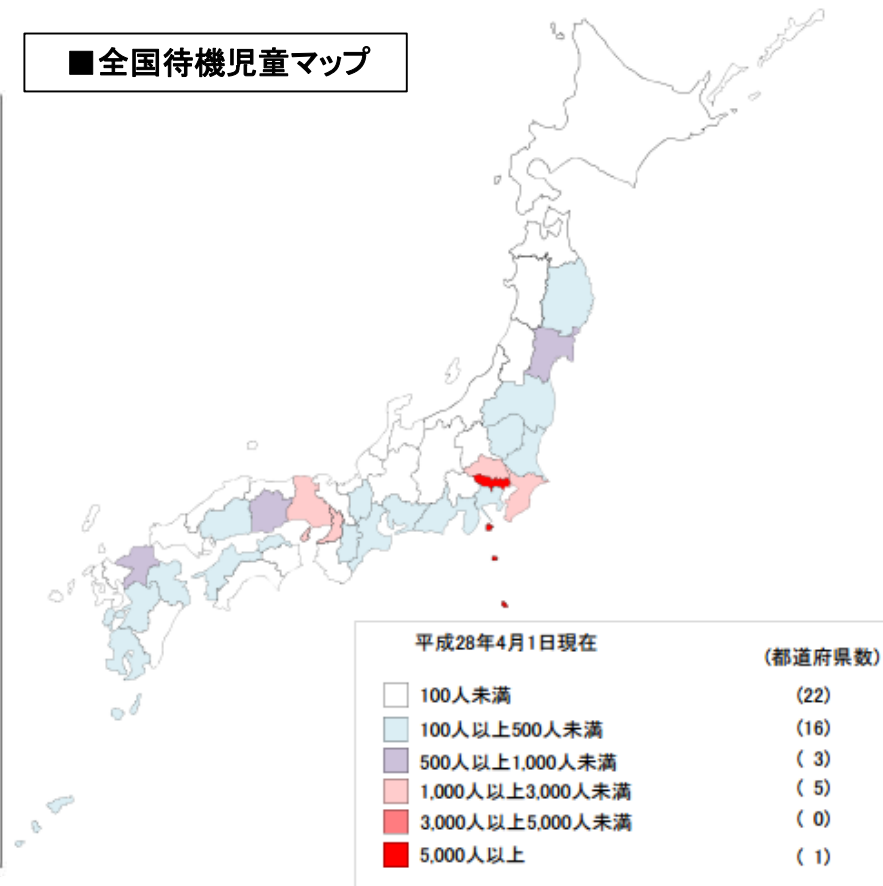 ■全国待機児童マップ
平成28年4月1日現在
(都道府県数)
100人未満 (22)
100人以上500人未満 (16)
500人以上1,000人未満 ( 3)
1,000人以上3,000人未満 ( 5)
3,000人以上5,000人未満 ( 0)
5,000人以上 ( 1)